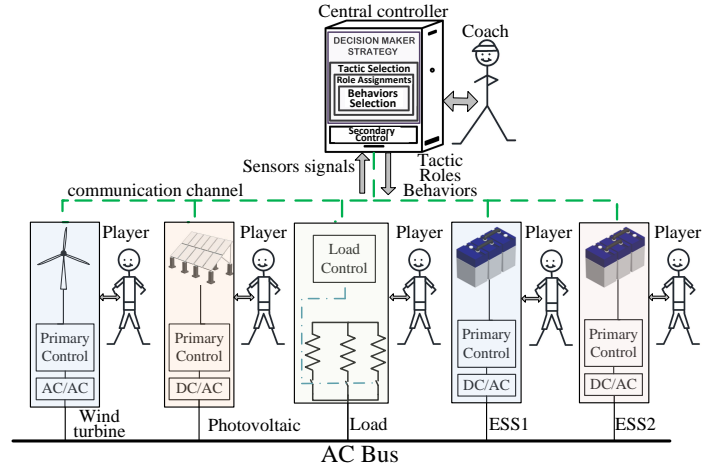 Central controller
Coach
DECISION MAKER
STRATEGY
Tactic Selection
Role Assignments
Behaviors
Selection
Secondary
Control
Sensors signals
Tactic
Roles
Behaviors
communication channel
Player
Player
Player
Player
Player
Load
Control
Primary
Control
Primary
Control
Primary
Control
Primary
Control
AC/AC
DC/AC
DC/AC
DC/AC
Wind
turbine
Photovoltaic
Load
ESS1
ESS2
AC Bus